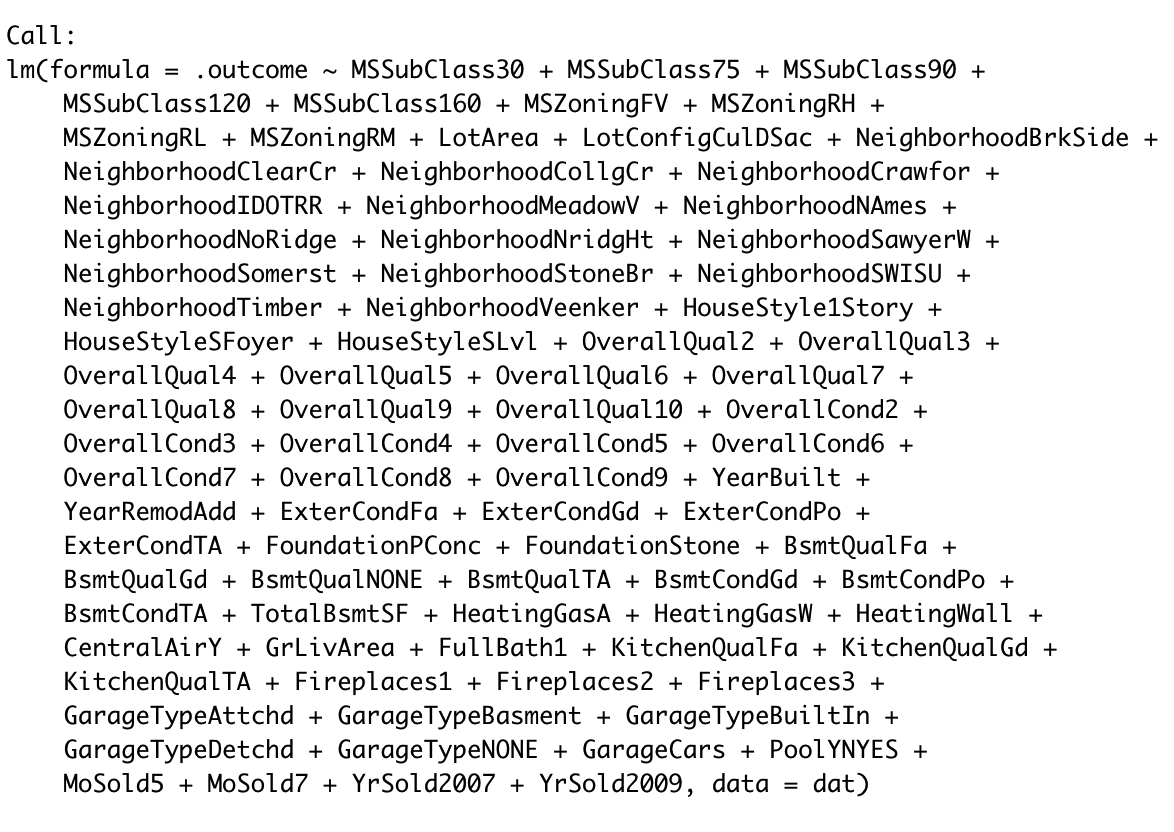 Call:
lm(formula = .outcome ~ MSSubClass30 + MSSubClass75 + MSSubClass90 +
    MSSubClass120 + MSSubClass160 + MSZoningFV + MSZoningRH +
    MSZoningRL + MSZoningRM + LotArea + LotConfigCulDSac + NeighborhoodBrkSide +
    NeighborhoodClearCr + NeighborhoodCollgCr + NeighborhoodCrawfor +
    NeighborhoodIDOTRR + NeighborhoodMeadowV + NeighborhoodNAmes +
    NeighborhoodNoRidge + NeighborhoodNridgHt + NeighborhoodSawyerW +
    NeighborhoodSomerst + NeighborhoodStoneBr + NeighborhoodSWISU +
    NeighborhoodTimber + NeighborhoodVeenker + HouseStyle1Story +
    HouseStyleSFoyer + HouseStyleSLvl + OverallQual2 + OverallQual3 +
    OverallQual4 + OverallQual5 + OverallQual6 + OverallQual7 +
    OverallQual8 + OverallQual9 + OverallQual10 + OverallCond2 +
    OverallCond3 + OverallCond4 + OverallCond5 + OverallCond6 +
    OverallCond7 + OverallCond8 + OverallCond9 + YearBuilt +
    YearRemodAdd + ExterCondFa + ExterCondGd + ExterCondPo +
    ExterCondTA + FoundationPConc + FoundationStone + BsmtQualFa +
    BsmtQualGd + BsmtQualNONE + BsmtQualTA + BsmtCondGd + BsmtCondPo +
    BsmtCondTA + TotalBsmtSF + HeatingGasA + HeatingGasW + HeatingWall +
    CentralAirY + GrLivArea + FullBath1 + KitchenQualFa + KitchenQualGd +
    KitchenQualTA + Fireplaces1 + Fireplaces2 + Fireplaces3 +
    GarageTypeAttchd + GarageTypeBasment + GarageTypeBuiltIn +
    GarageTypeDetchd + GarageTypeNONE + GarageCars + PoolYNYES +
    MoSold5 + MoSold7 + YrSold2007 + YrSold2009, data = dat)